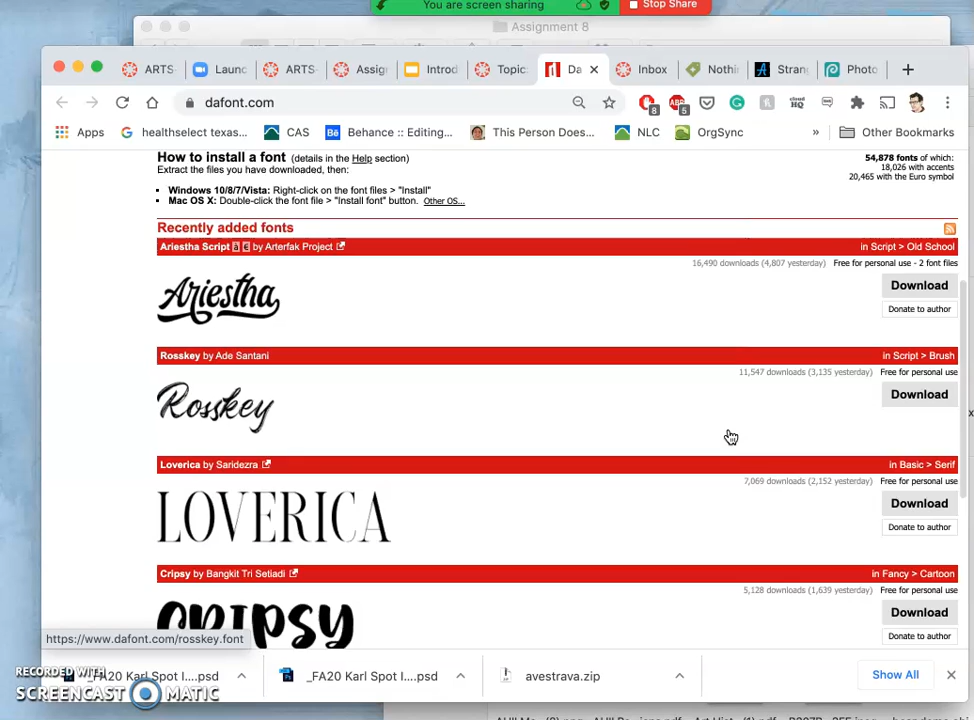 You are screen sharing
Stop Share
Assignment 8
ARTS
Launc
ARTS-
Assig
Introd
Topic
Da
Inbox
Nothi
Stran
Photo
dafont.com
8
5
HQ
Apps
healthselect texas...
CAS
Behance :: Editing...
This Person Does...
NLC
OrgSync
»
Other Bookmarks
How to install a font (details in the Help section)
Extract the files you have downloaded, then:
Windows 10/8/7/Vista: Right-click on the font files > "Install"
Mac OS X: Double-click the font file > "Install font" button. Other OS...
54,878 fonts of which:
18,026 with accents
20,465 with the Euro symbol
Recently added fonts
Ariestha Script à € by Arterfak Project
in Script > Old School
16,490 downloads (4,807 yesterday) Free for personal use - 2 font files
Ariestha
Download
Donate to author
Rosskey by Ade Santani
in Script > Brush
11,547 downloads (3,135 yesterday) Free for personal use
Rosskey
Download
Loverica by Saridezra
in Basic > Serif
7,069 downloads (2,152 yesterday) Free for personal use
LOVERICA
Download
Donate to author
Cripsy by Bangkit Tri Setiadi
in Fancy > Cartoon
5,128 downloads (1,639 yesterday) Free for personal use
CRIPSY
Download
Donate to author
https://www.dafont.com/rosskey.font
_FA20 Karl Spot I....psd
_FA20 Karl Spot I....psd
avestrava.zip
Show All
RECORDED WITH
SCREENCAST MATIC